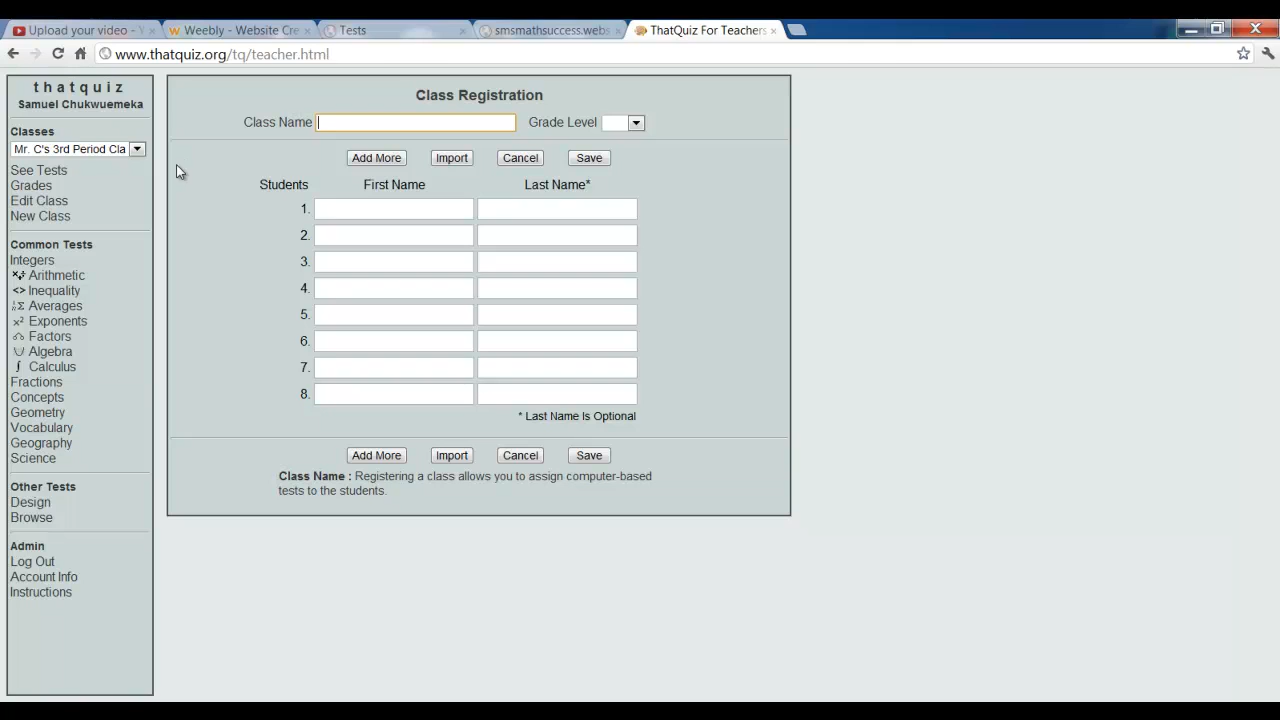 Upload your video - Y
Weebly - Website Cre
Tests
smsmathsuccess.webs
ThatQuiz For Teachers
www.thatquiz.org/tq/teacher.html
thatquiz
Samuel Chukwuemeka
Classes
Mr. C's 3rd Period Cla
See Tests
Grades
Edit Class
New Class
Common Tests
Integers
Arithmetic
<> Inequality
Averages
x² Exponents
Factors
Algebra
∫ Calculus
Fractions
Concepts
Geometry
Vocabulary
Geography
Science
Other Tests
Design
Browse
Admin
Log Out
Account Info
Instructions
Class Registration
Class Name Grade Level
Add More Import Cancel Save
Students First Name Last Name*
1.
2.
3.
4.
5.
6.
7.
8.
* Last Name Is Optional
Add More Import Cancel Save
Class Name : Registering a class allows you to assign computer-based
tests to the students.